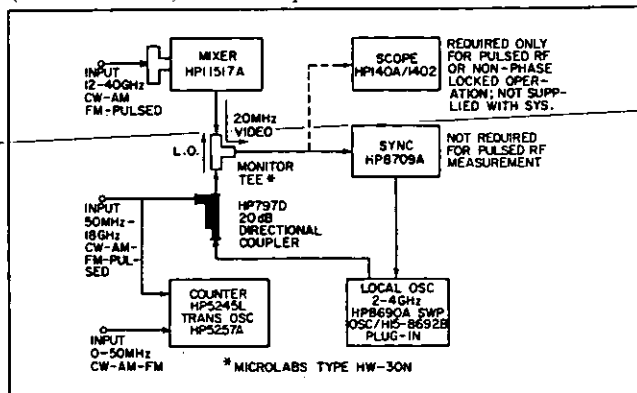 MIXER
HP11517A
SCOPE
HP140A/1402
REQUIRED ONLY
FOR PULSED RF
OR NON-PHASE
LOCKED OPER-
ATION; NOT SUPP-
LIED WITH SYS.
INPUT
12-40GHz
CW-AM
FM-PULSED
20MHz
VIDEO
L.O.
SYNC
HP8709A
NOT REQUIRED
FOR PULSED RF
MEASUREMENT
MONITOR
TEE*
INPUT
50MHz-
18GHz
CW-AM-
FM-PUL-
SED
HP797D
20dB
DIRECTIONAL
COUPLER
COUNTER
HP5245L
TRANS OSC
HP5257A
LOCAL OSC
2-4GHz
HP8690A SWP
OSC/H15-8692B
PLUG-IN
INPUT
0-50MHz
CW-AM-FM
*MICROLABS TYPE HW-30N